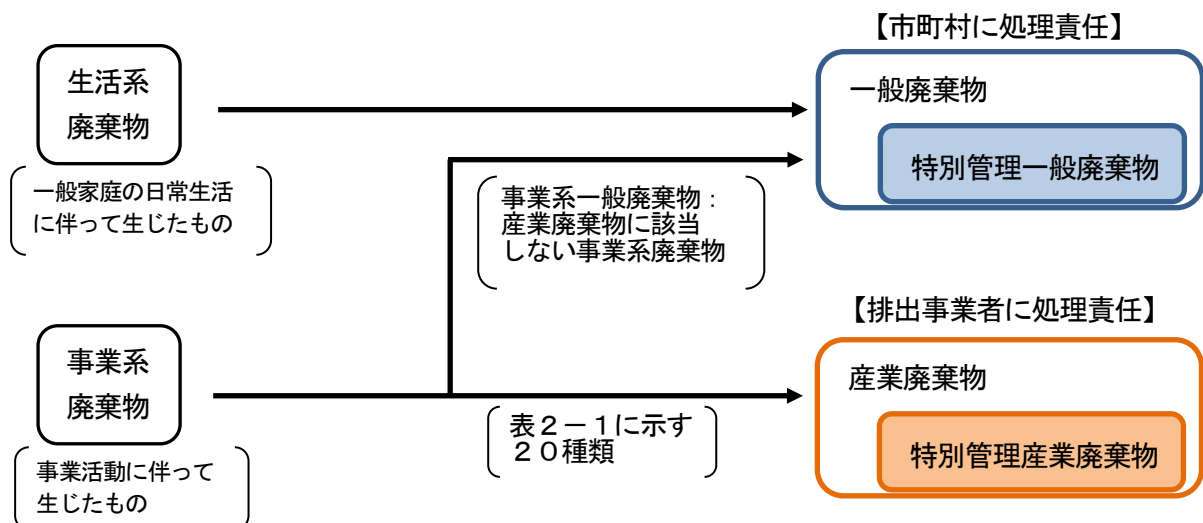 【市町村に処理責任】
生活系
廃棄物
一般家庭の日常生活
に伴って生じたもの
一般廃棄物
特別管理一般廃棄物
事業系一般廃棄物：
産業廃棄物に該当
しない事業系廃棄物
【排出事業者に処理責任】
事業系
廃棄物
事業活動に伴って
生じたもの
表２－１に示す
２０種類
産業廃棄物
特別管理産業廃棄物